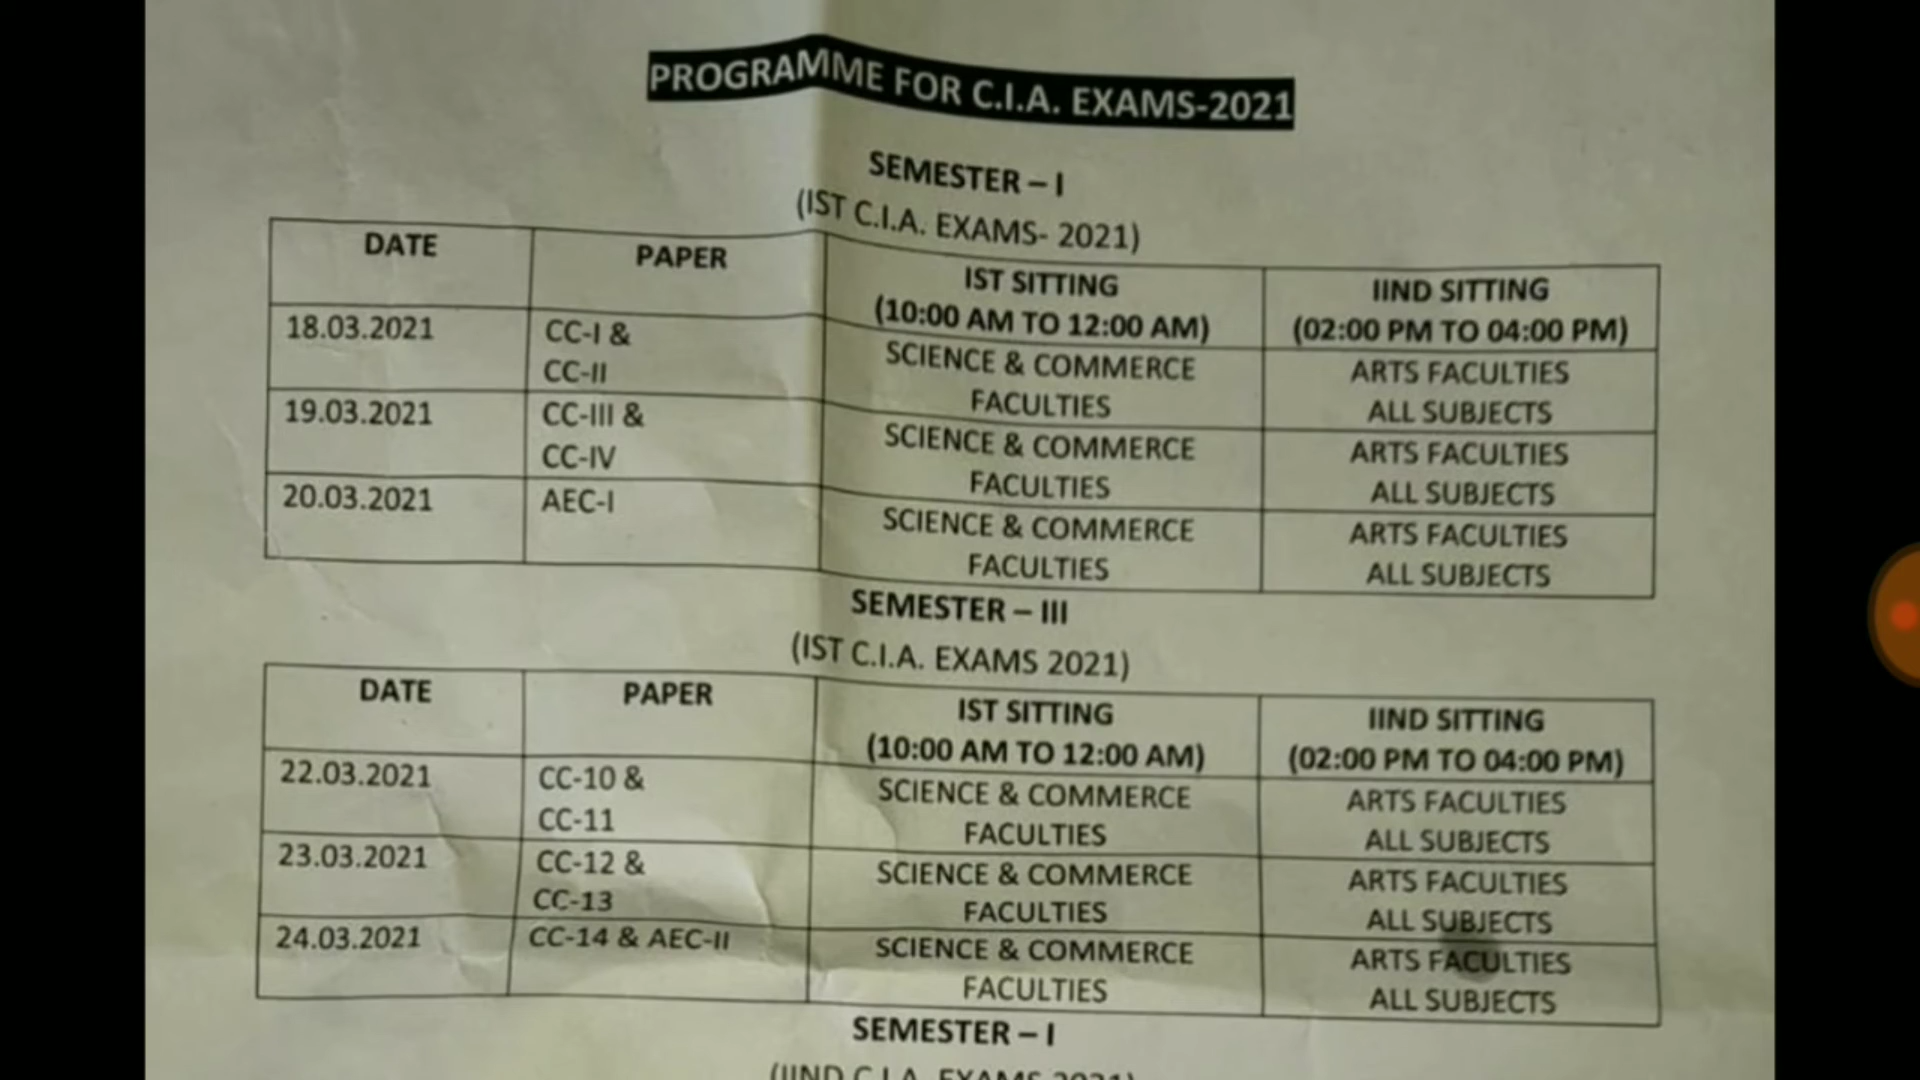 PROGRAMME FOR C.I.A. EXAMS-2021
SEMESTER – I
(IST C.I.A. EXAMS- 2021)
DATE PAPER IST SITTING (10:00 AM TO 12:00 AM) IIND SITTING (02:00 PM TO 04:00 PM)
18.03.2021 CC-I & CC-II SCIENCE & COMMERCE FACULTIES ARTS FACULTIES ALL SUBJECTS
19.03.2021 CC-III & CC-IV SCIENCE & COMMERCE FACULTIES ARTS FACULTIES ALL SUBJECTS
20.03.2021 AEC-I SCIENCE & COMMERCE FACULTIES ARTS FACULTIES ALL SUBJECTS
SEMESTER – III
(IST C.I.A. EXAMS 2021)
DATE PAPER IST SITTING (10:00 AM TO 12:00 AM) IIND SITTING (02:00 PM TO 04:00 PM)
22.03.2021 CC-10 & CC-11 SCIENCE & COMMERCE FACULTIES ARTS FACULTIES ALL SUBJECTS
23.03.2021 CC-12 & CC-13 SCIENCE & COMMERCE FACULTIES ARTS FACULTIES ALL SUBJECTS
24.03.2021 CC-14 & AEC-II SCIENCE & COMMERCE FACULTIES ARTS FACULTIES ALL SUBJECTS
SEMESTER – I
(IIND C.I.A. EXAMS 2021)